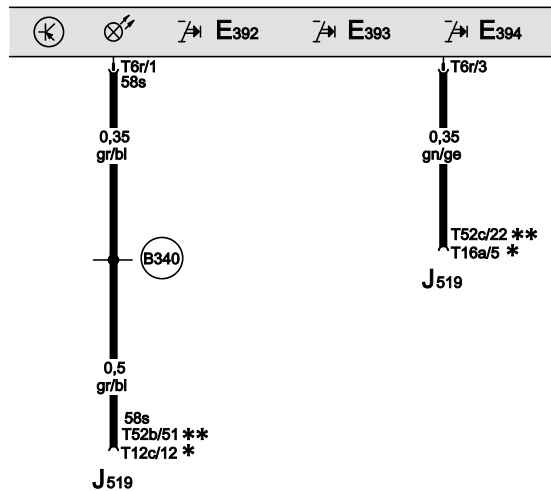 E392 E393 E394
T6r/1
58s
T6r/3
0,35
gr/bl
0,35
gn/ge
T52c/22 **
T16a/5 *
J519
B340
0,5
gr/bl
58s
T52b/51 **
T12c/12 *
J519